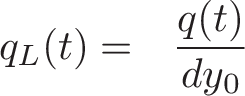 $q_L(t) = \frac{q(t)}{dy_0}$